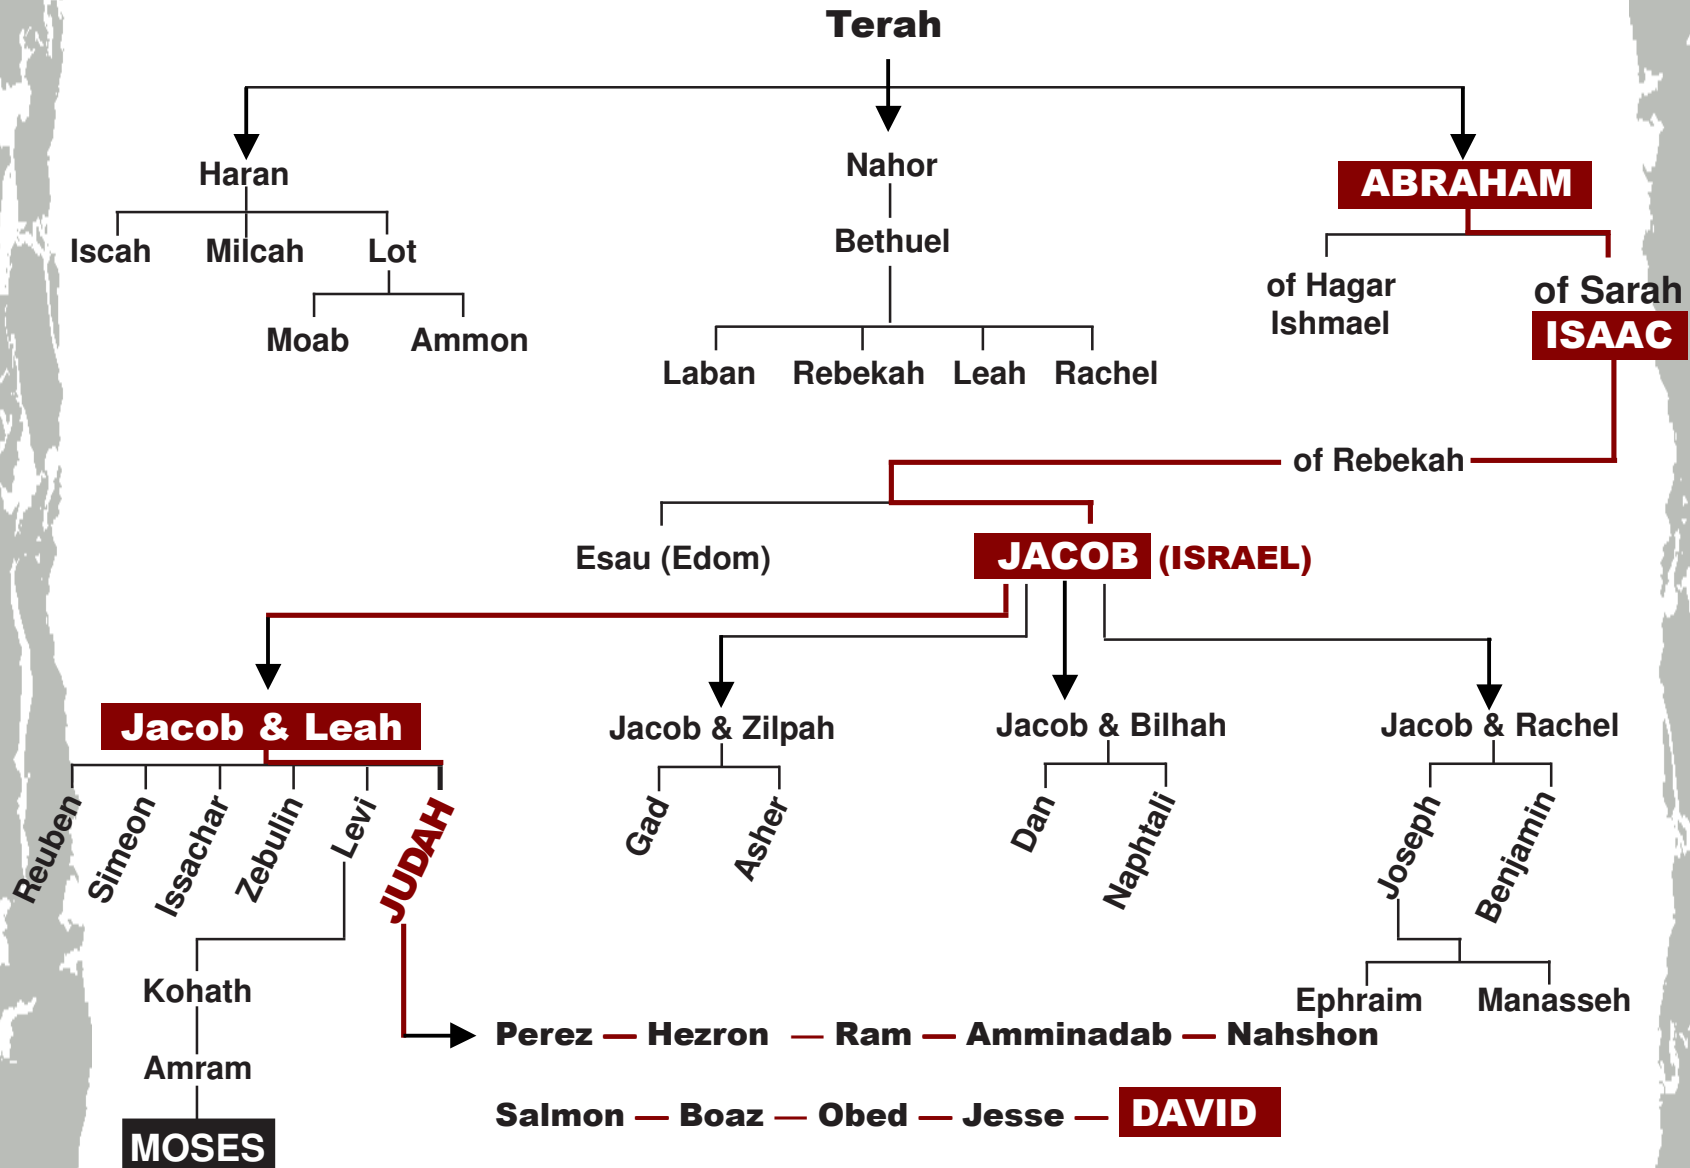 Terah
Haran
Nahor
ABRAHAM
Iscah Milcah Lot
Bethuel
of Hagar
Ishmael
of Sarah
ISAAC
Moab Ammon
Laban Rebekah Leah Rachel
of Rebekah
Esau (Edom)
JACOB (ISRAEL)
Jacob & Leah
Jacob & Zilpah
Jacob & Bilhah
Jacob & Rachel
Reuben
Simeon
Issachar
Zebulin
Levi
JUDAH
Gad
Asher
Dan
Naphtali
Joseph
Benjamin
Kohath
Ephraim Manasseh
Perez — Hezron — Ram — Amminadab — Nahshon
Amram
Salmon — Boaz — Obed — Jesse — DAVID
MOSES